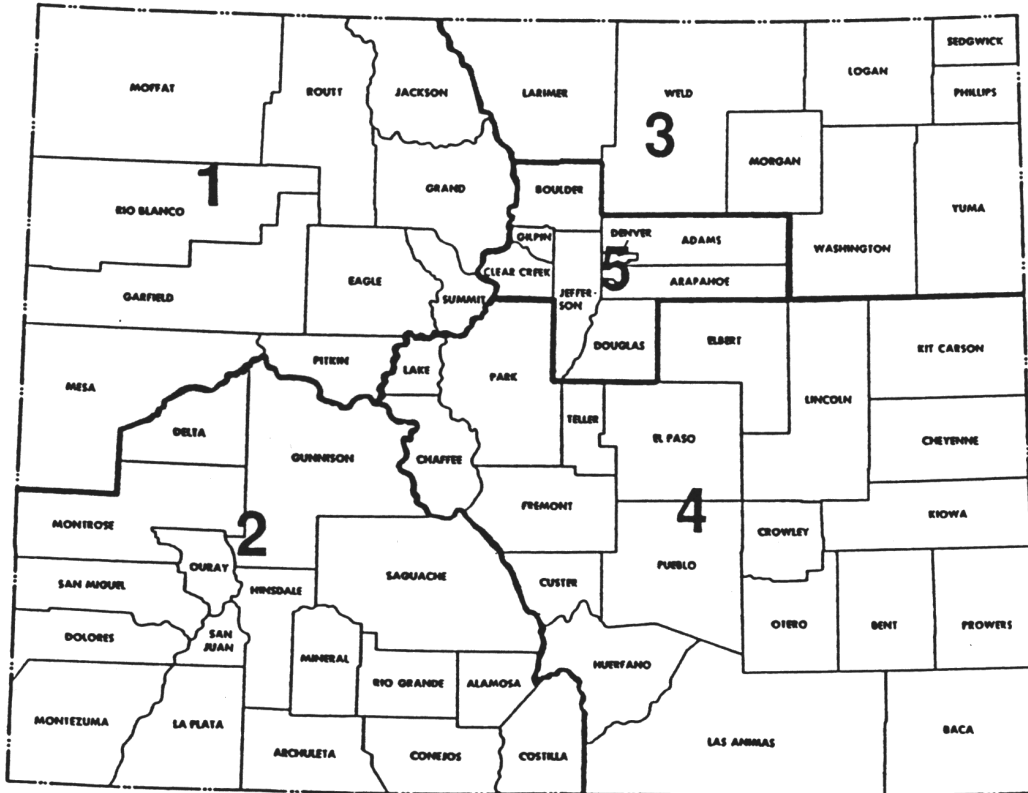 MOFFAT
ROUTT
JACKSON
LARIMER
WELD
LOGAN
SEDGWICK
PHILLIPS
3
MORGAN
1
RIO BLANCO
GRAND
BOULDER
YUMA
GILPIN
DENVER
ADAMS
WASHINGTON
5
EAGLE
CLEAR CREEK
ARAPAHOE
GARFIELD
SUMMIT
JEFFER-
SON
DOUGLAS
ELBERT
KIT CARSON
PITKIN
LAKE
PARK
MESA
LINCOLN
TELLER
DELTA
EL PASO
CHEYENNE
GUNNISON
CHAFFEE
FREMONT
4
KIOWA
MONTROSE
2
CROWLEY
OURAY
PUEBLO
SAN MIGUEL
HINSDALE
SAGUACHE
CUSTER
DOLORES
SAN
JUAN
OTERO
BENT
PROWERS
MINERAL
HUERFANO
RIO GRANDE
ALAMOSA
MONTEZUMA
LA PLATA
ARCHULETA
CONEJOS
COSTILLA
LAS ANIMAS
BACA